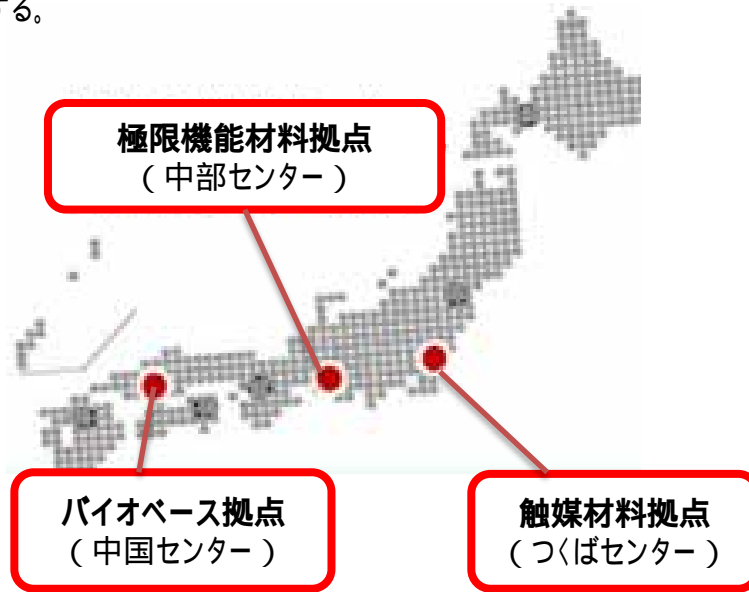 する。
極限機能材料拠点
（中部センター）
バイオベース拠点
（中国センター）
触媒材料拠点
（つくばセンター）